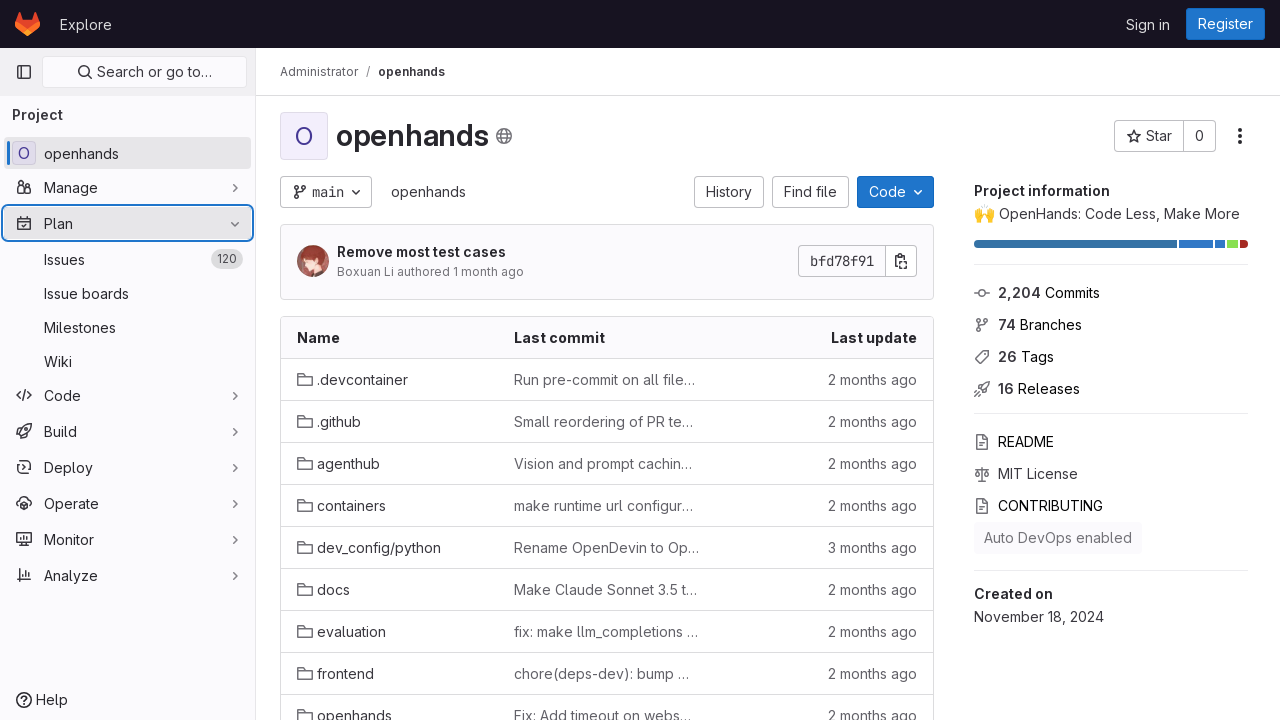 Explore
Sign in
Register
Search or go to…
Administrator / openhands
Project
O openhands
Manage
Plan
Issues 120
Issue boards
Milestones
Wiki
Code
Build
Deploy
Operate
Monitor
Analyze
Help
O openhands
Star 0
main
openhands
History
Find file
Code
Remove most test cases
Boxuan Li authored 1 month ago
bfd78f91
Name Last commit Last update
.devcontainer Run pre-commit on all file… 2 months ago
.github Small reordering of PR te… 2 months ago
agenthub Vision and prompt cachin… 2 months ago
containers make runtime url configur… 2 months ago
dev_config/python Rename OpenDevin to Op… 3 months ago
docs Make Claude Sonnet 3.5 t… 2 months ago
evaluation fix: make llm_completions … 2 months ago
frontend chore(deps-dev): bump … 2 months ago
openhands Fix: Add timeout on webs… 2 months ago
Project information
🙌 OpenHands: Code Less, Make More
2,204 Commits
74 Branches
26 Tags
16 Releases
README
MIT License
CONTRIBUTING
Auto DevOps enabled
Created on
November 18, 2024